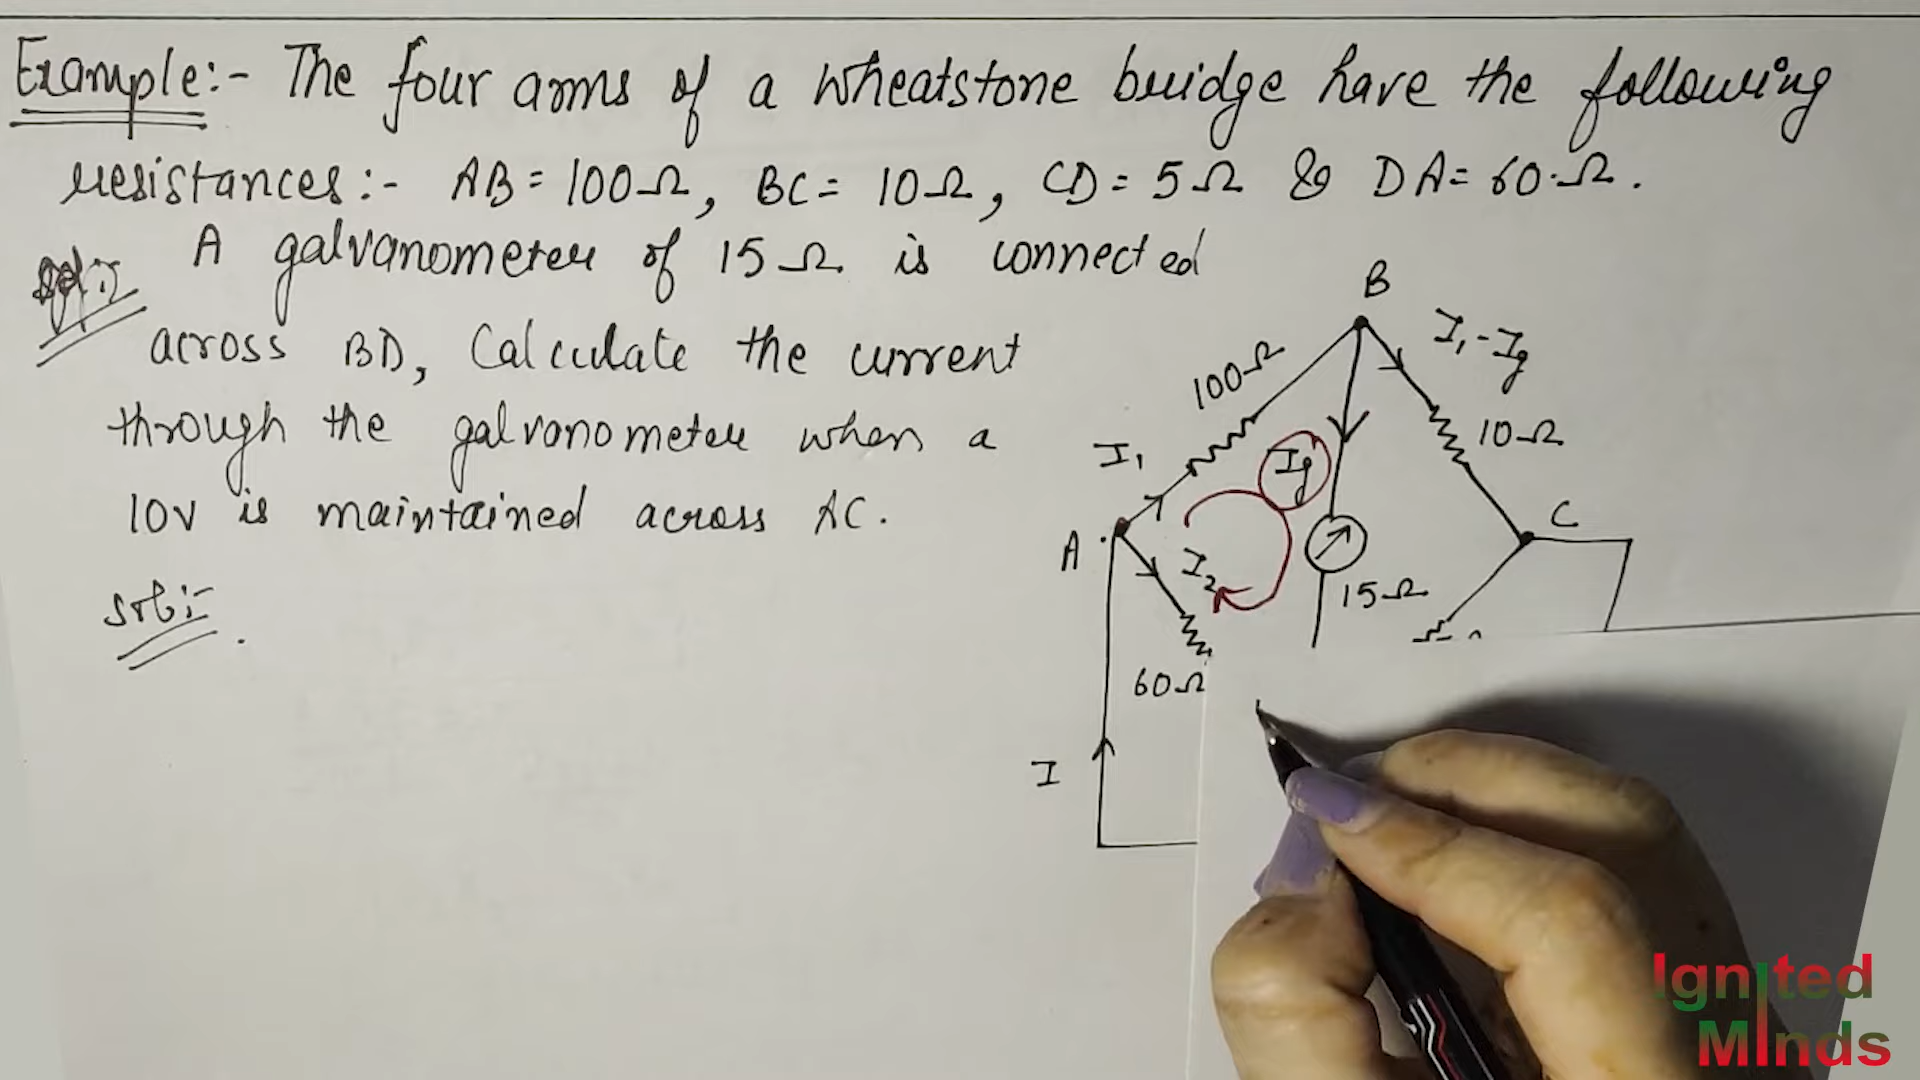 Example:- The four arms of a wheatstone bridge have the following
resistances:- AB = 100Ω, BC = 10Ω, CD = 5Ω & DA = 60Ω.
A galvanometer of 15Ω is connected
across BD, Calculate the current
through the galvanometer when a
10V is maintained across AC.
Sol:-
B
I₁-Ig
100Ω
10Ω
I₁
Ig
C
A
I₂
15Ω
60Ω
I
Ignited
Minds